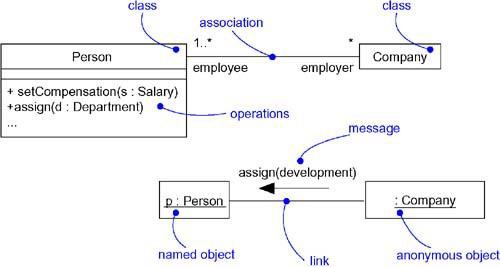 class
association
class
Person
1..*
*
Company
employee
employer
+ setCompensation(s : Salary)
+assign(d : Department)
...
operations
message
assign(development)
p : Person
: Company
named object
link
anonymous object